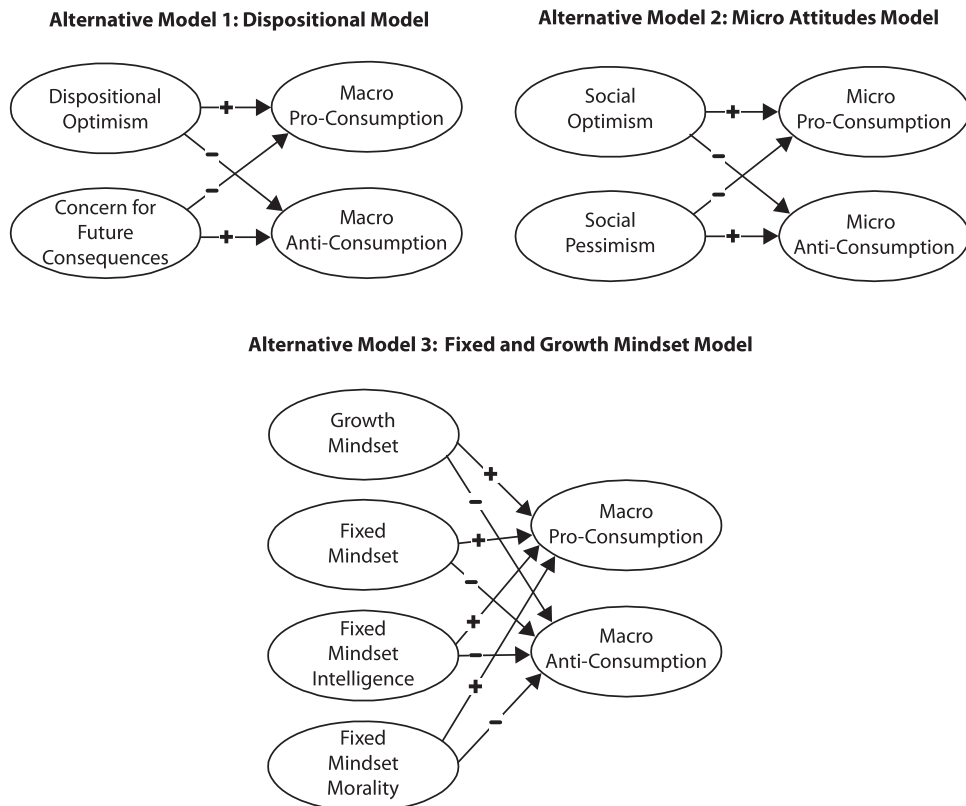 Alternative Model 1: Dispositional Model
Dispositional
Optimism
+
Macro
Pro-Consumption
−
−
Concern for
Future
Consequences
+
Macro
Anti-Consumption
Alternative Model 2: Micro Attitudes Model
Social
Optimism
+
Micro
Pro-Consumption
−
−
Social
Pessimism
+
Micro
Anti-Consumption
Alternative Model 3: Fixed and Growth Mindset Model
Growth
Mindset
+
−
Fixed
Mindset
+
−
Macro
Pro-Consumption
Fixed
Mindset
Intelligence
+
−
Macro
Anti-Consumption
Fixed
Mindset
Morality
+
−